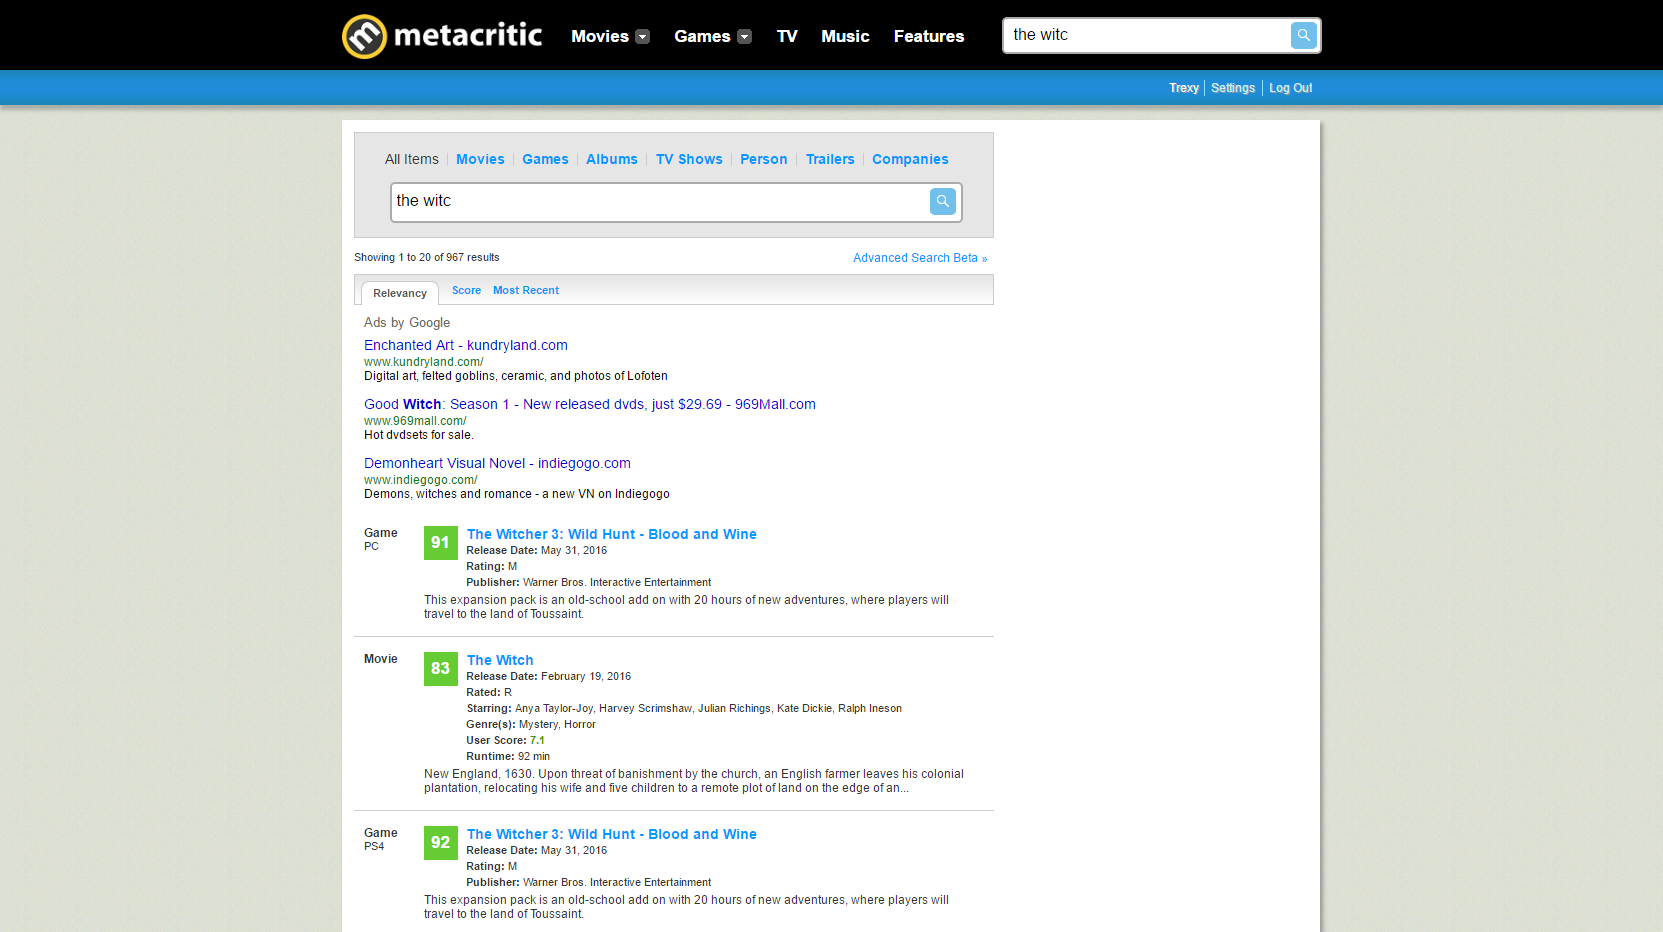 metacritic Movies Games TV Music Features the witc
Trexy Settings Log Out
All Items Movies Games Albums TV Shows Person Trailers Companies
the witc
Showing 1 to 20 of 967 results Advanced Search Beta »
Relevancy Score Most Recent
Ads by Google
Enchanted Art - kundryland.com
www.kundryland.com/
Digital art, felted goblins, ceramic, and photos of Lofoten
Good Witch: Season 1 - New released dvds, just $29.69 - 969Mall.com
www.969mall.com/
Hot dvdsets for sale.
Demonheart Visual Novel - indiegogo.com
www.indiegogo.com/
Demons, witches and romance - a new VN on Indiegogo
Game
PC
91
The Witcher 3: Wild Hunt - Blood and Wine
Release Date: May 31, 2016
Rating: M
Publisher: Warner Bros. Interactive Entertainment
This expansion pack is an old-school add on with 20 hours of new adventures, where players will
travel to the land of Toussaint.
Movie
83
The Witch
Release Date: February 19, 2016
Rated: R
Starring: Anya Taylor-Joy, Harvey Scrimshaw, Julian Richings, Kate Dickie, Ralph Ineson
Genre(s): Mystery, Horror
User Score: 7.1
Runtime: 92 min
New England, 1630. Upon threat of banishment by the church, an English farmer leaves his colonial
plantation, relocating his wife and five children to a remote plot of land on the edge of an...
Game
PS4
92
The Witcher 3: Wild Hunt - Blood and Wine
Release Date: May 31, 2016
Rating: M
Publisher: Warner Bros. Interactive Entertainment
This expansion pack is an old-school add on with 20 hours of new adventures, where players will
travel to the land of Toussaint.